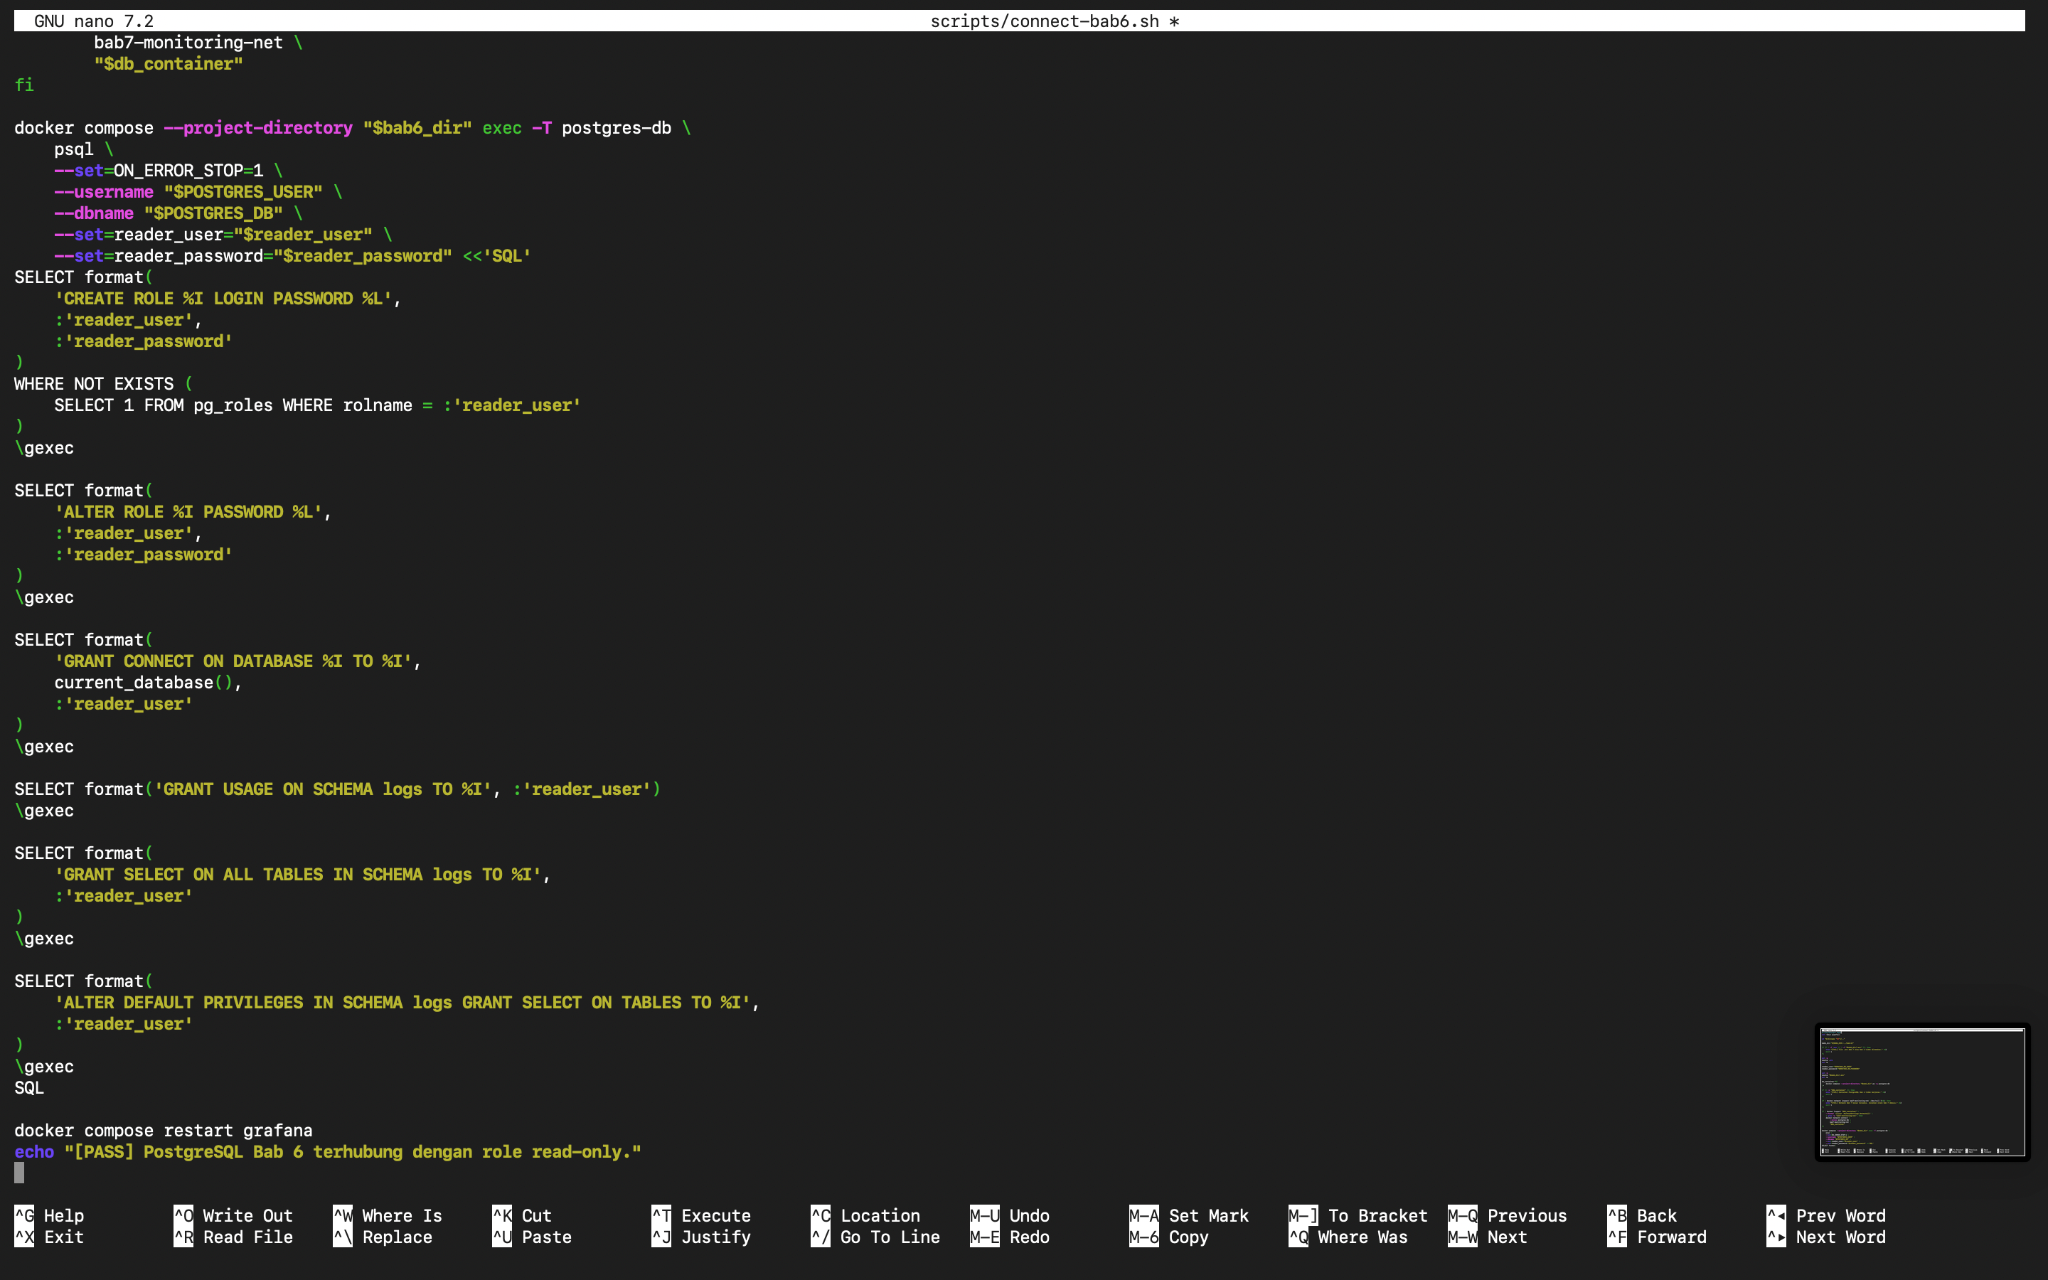 GNU nano 7.2 scripts/connect-bab6.sh *
        bab7-monitoring-net \
        "$db_container"
fi

docker compose --project-directory "$bab6_dir" exec -T postgres-db \
    psql \
    --set=ON_ERROR_STOP=1 \
    --username "$POSTGRES_USER" \
    --dbname "$POSTGRES_DB" \
    --set=reader_user="$reader_user" \
    --set=reader_password="$reader_password" <<'SQL'
SELECT format(
    'CREATE ROLE %I LOGIN PASSWORD %L',
    :'reader_user',
    :'reader_password'
)
WHERE NOT EXISTS (
    SELECT 1 FROM pg_roles WHERE rolname = :'reader_user'
)
\gexec

SELECT format(
    'ALTER ROLE %I PASSWORD %L',
    :'reader_user',
    :'reader_password'
)
\gexec

SELECT format(
    'GRANT CONNECT ON DATABASE %I TO %I',
    current_database(),
    :'reader_user'
)
\gexec

SELECT format('GRANT USAGE ON SCHEMA logs TO %I', :'reader_user')
\gexec

SELECT format(
    'GRANT SELECT ON ALL TABLES IN SCHEMA logs TO %I',
    :'reader_user'
)
\gexec

SELECT format(
    'ALTER DEFAULT PRIVILEGES IN SCHEMA logs GRANT SELECT ON TABLES TO %I',
    :'reader_user'
)
\gexec
SQL

docker compose restart grafana
echo "[PASS] PostgreSQL Bab 6 terhubung dengan role read-only."

^G Help ^O Write Out ^W Where Is ^K Cut ^T Execute ^C Location M-U Undo M-A Set Mark M-] To Bracket M-Q Previous ^B Back ^◂ Prev Word
^X Exit ^R Read File ^\ Replace ^U Paste ^J Justify ^/ Go To Line M-E Redo M-6 Copy ^Q Where Was M-W Next ^F Forward ^▸ Next Word